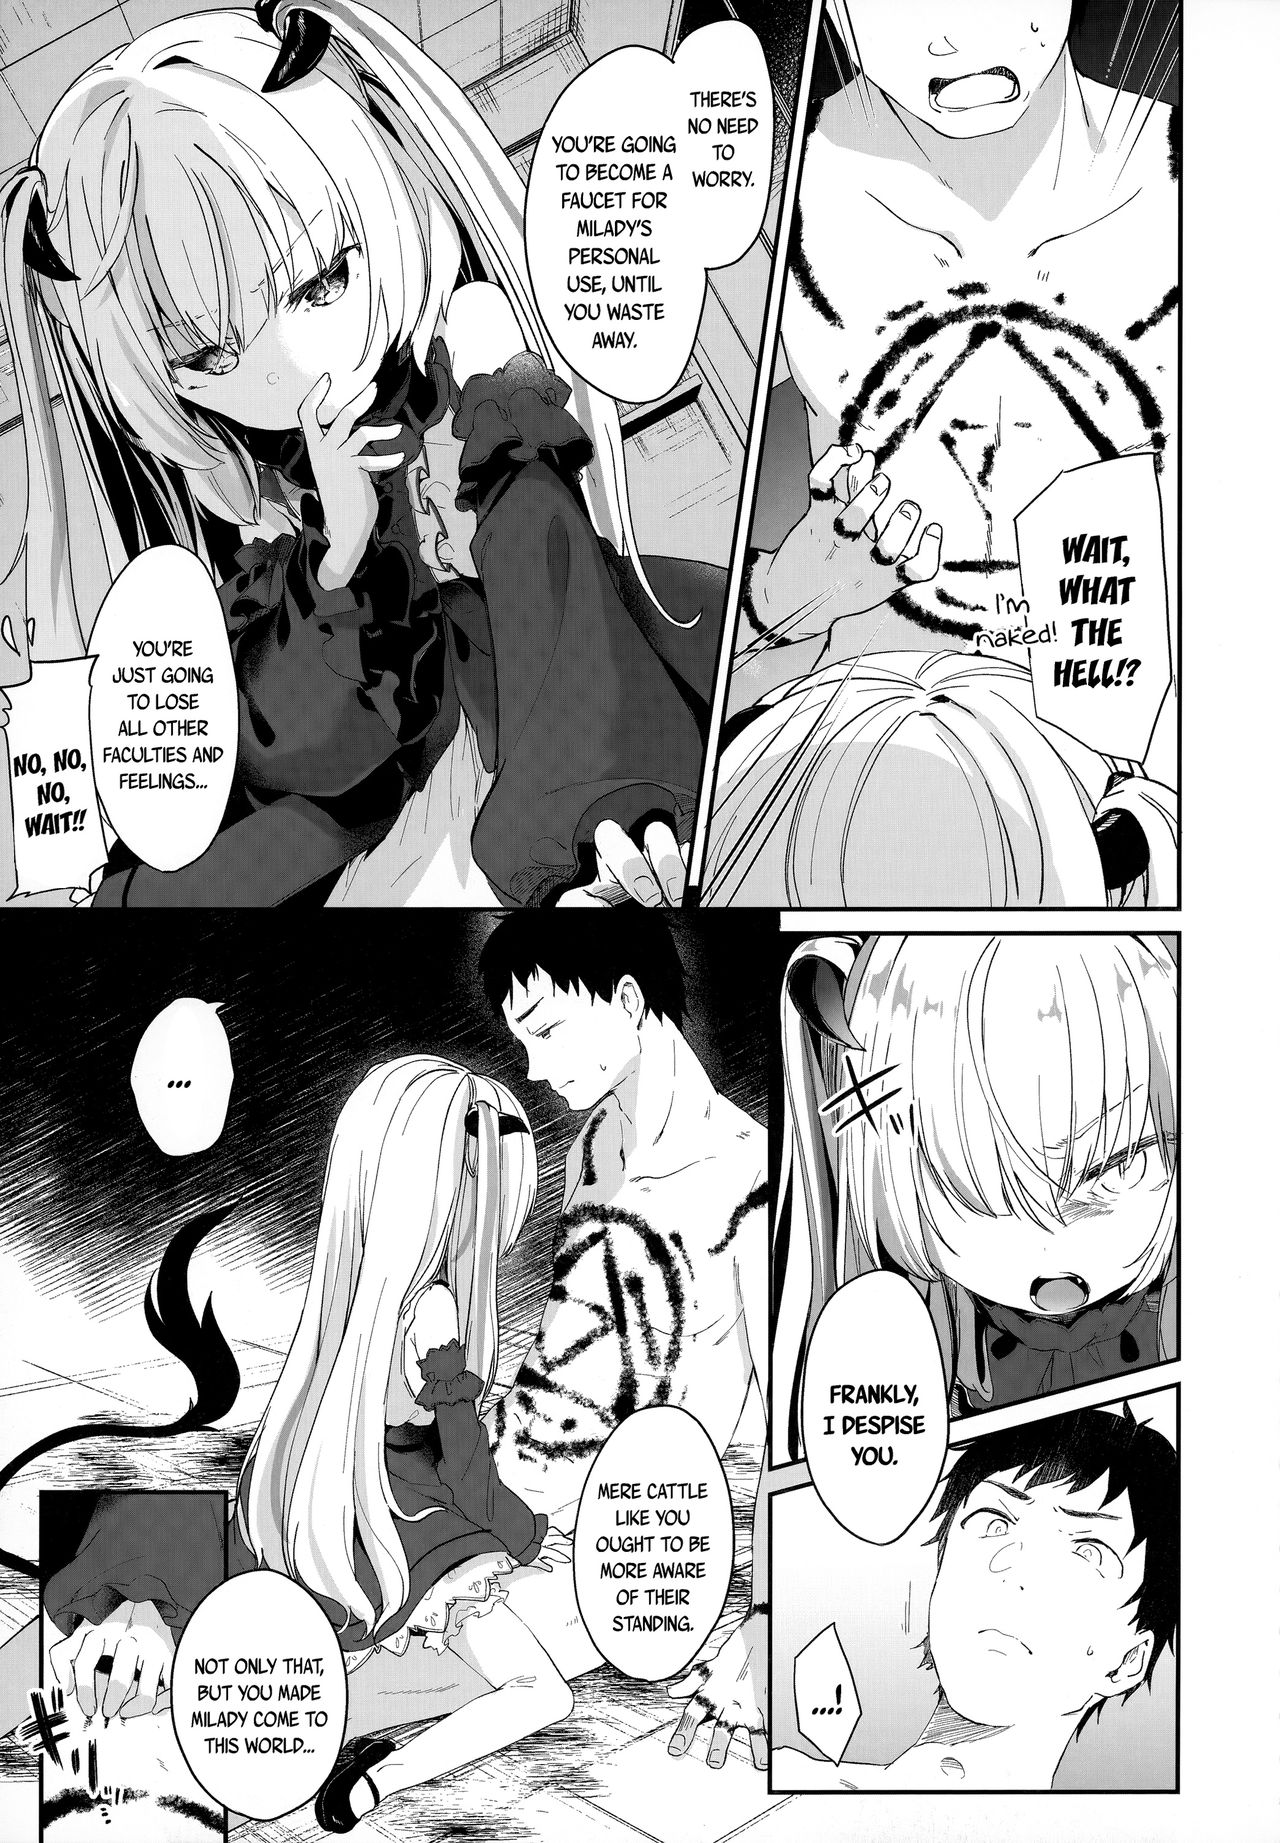 WAIT,
WHAT
THE
HELL!?
I'm
naked!
THERE'S
NO NEED
TO
WORRY.
YOU'RE GOING
TO BECOME A
FAUCET FOR
MILADY'S
PERSONAL
USE, UNTIL
YOU WASTE
AWAY.
YOU'RE
JUST GOING
TO LOSE
ALL OTHER
FACULTIES AND
FEELINGS...
NO, NO,
NO,
WAIT!!
FRANKLY,
I DESPISE
YOU.
...!
...
MERE CATTLE
LIKE YOU
OUGHT TO BE
MORE AWARE
OF THEIR
STANDING.
NOT ONLY THAT,
BUT YOU MADE
MILADY COME TO
THIS WORLD...